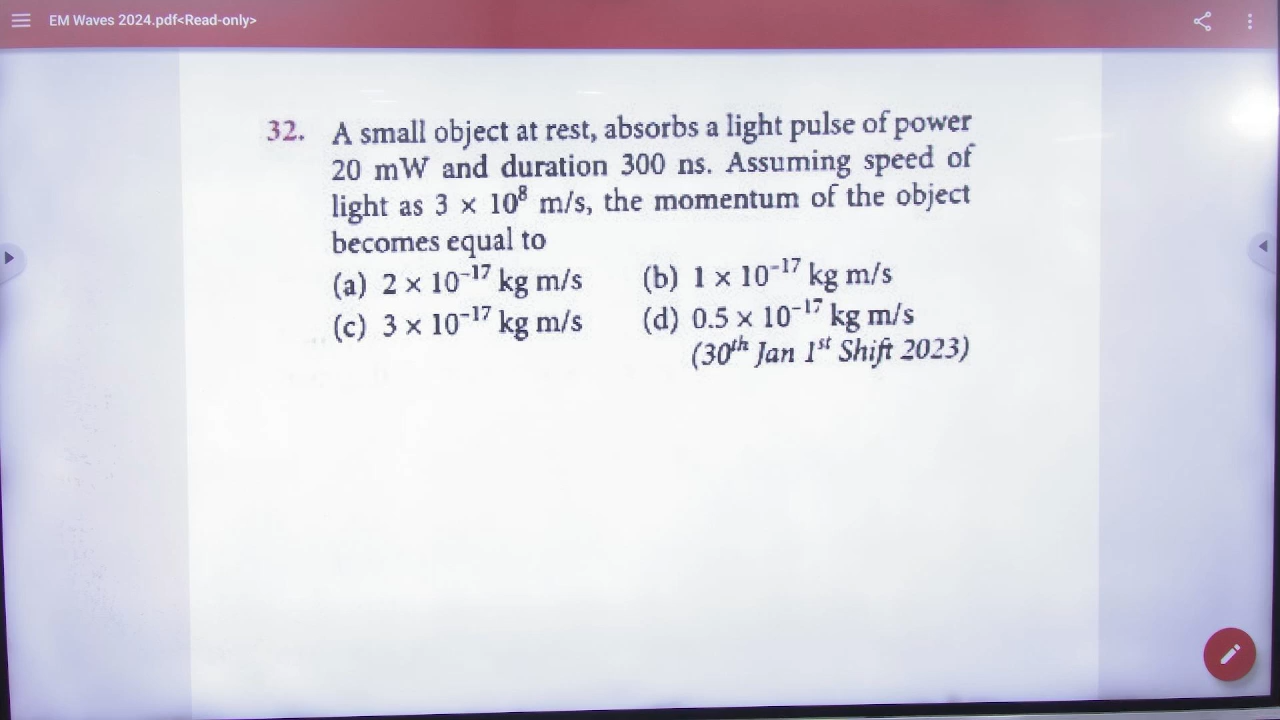 EM Waves 2024.pdf<Read-only>
32. A small object at rest, absorbs a light pulse of power
20 mW and duration 300 ns. Assuming speed of
light as 3 × 10⁸ m/s, the momentum of the object
becomes equal to
(a) 2 × 10⁻¹⁷ kg m/s (b) 1 × 10⁻¹⁷ kg m/s
(c) 3 × 10⁻¹⁷ kg m/s (d) 0.5 × 10⁻¹⁷ kg m/s
(30ᵗʰ Jan 1ˢᵗ Shift 2023)